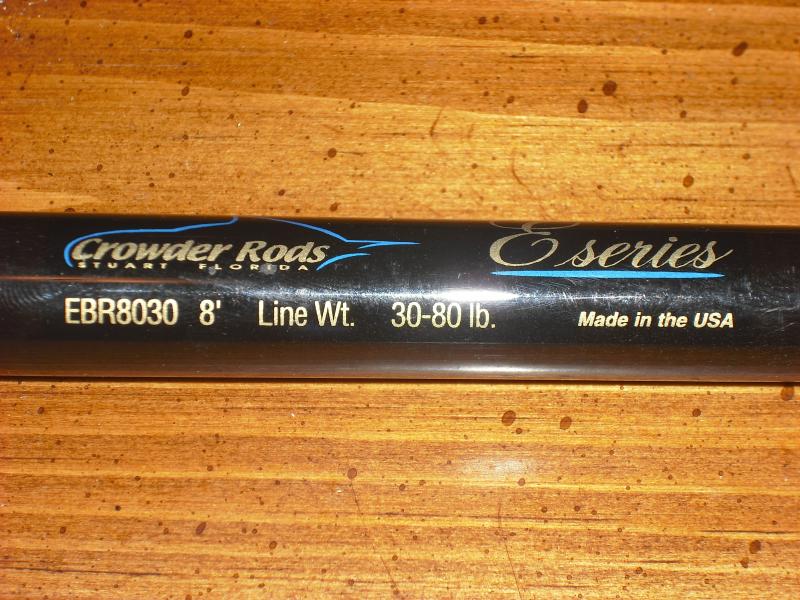 Crowder Rods
STUART FLORIDA
E series
EBR8030 8' Line Wt. 30-80 lb.
Made in the USA